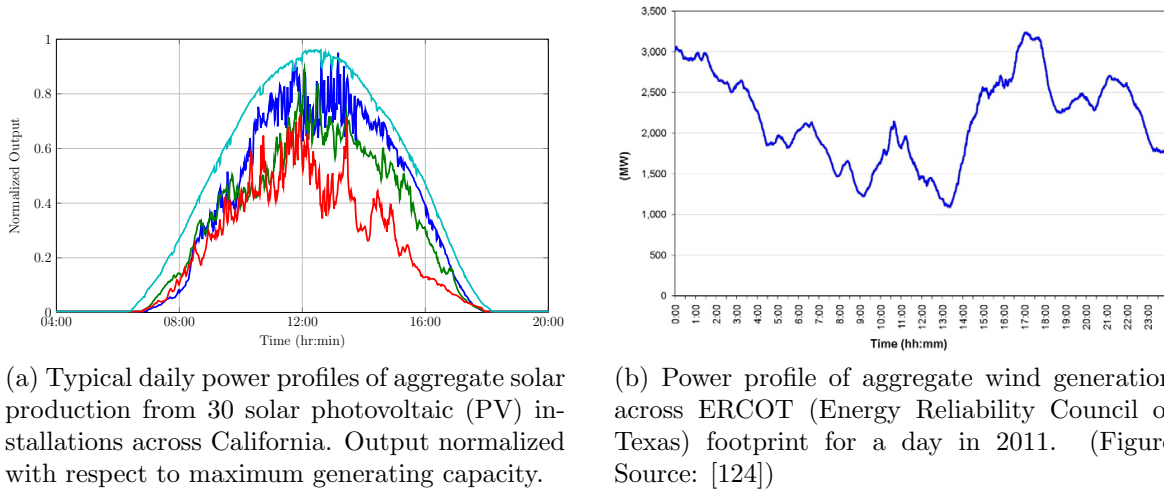 1
0.8
0.6
0.4
0.2
0
Normalized Output
04:00 08:00 12:00 16:00 20:00
Time (hr:min)
(a) Typical daily power profiles of aggregate solar
production from 30 solar photovoltaic (PV) in-
stallations across California. Output normalized
with respect to maximum generating capacity.
3,500
3,000
2,500
2,000
1,500
1,000
500
0
(MW)
0:00 1:00 2:00 3:00 4:00 5:00 6:00 7:00 8:00 9:00 10:00 11:00 12:00 13:00 14:00 15:00 16:00 17:00 18:00 19:00 20:00 21:00 22:00 23:00
Time (hh:mm)
(b) Power profile of aggregate wind generation
across ERCOT (Energy Reliability Council o
Texas) footprint for a day in 2011. (Figure
Source: [124])